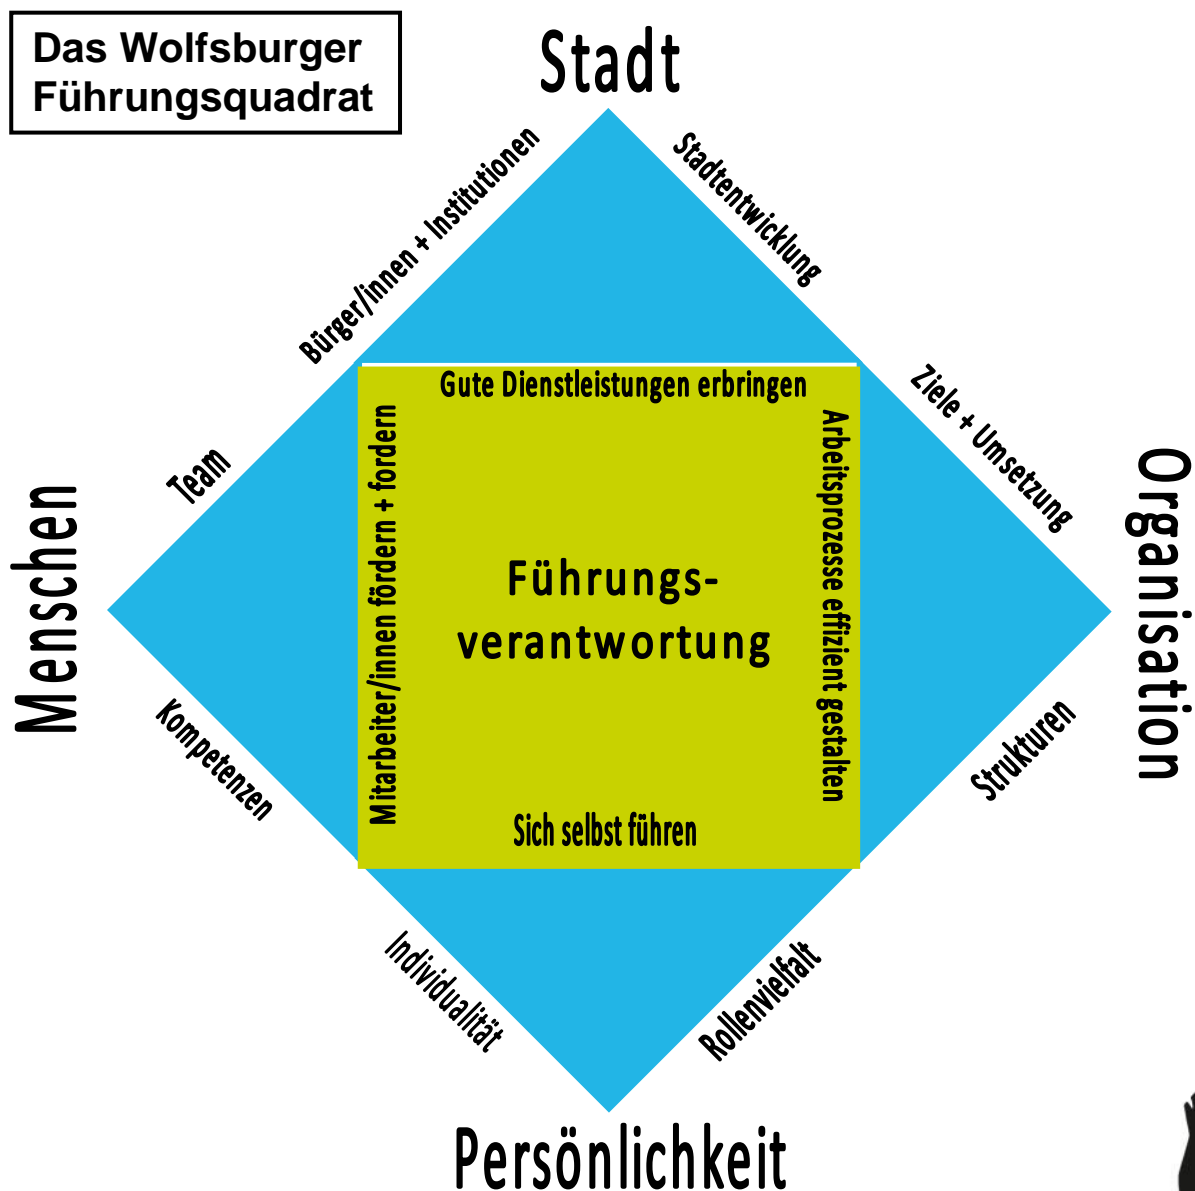 Das Wolfsburger
Führungsquadrat
Stadt
Bürger/innen + Institutionen
Stadtentwicklung
Gute Dienstleistungen erbringen
Ziele + Umsetzung
Team
Mitarbeiter/innen fördern + fordern
Arbeitsprozesse effizient gestalten
Menschen
Organisation
Führungs-
verantwortung
Kompetenzen
Strukturen
Sich selbst führen
Individualität
Rollenvielfalt
Persönlichkeit